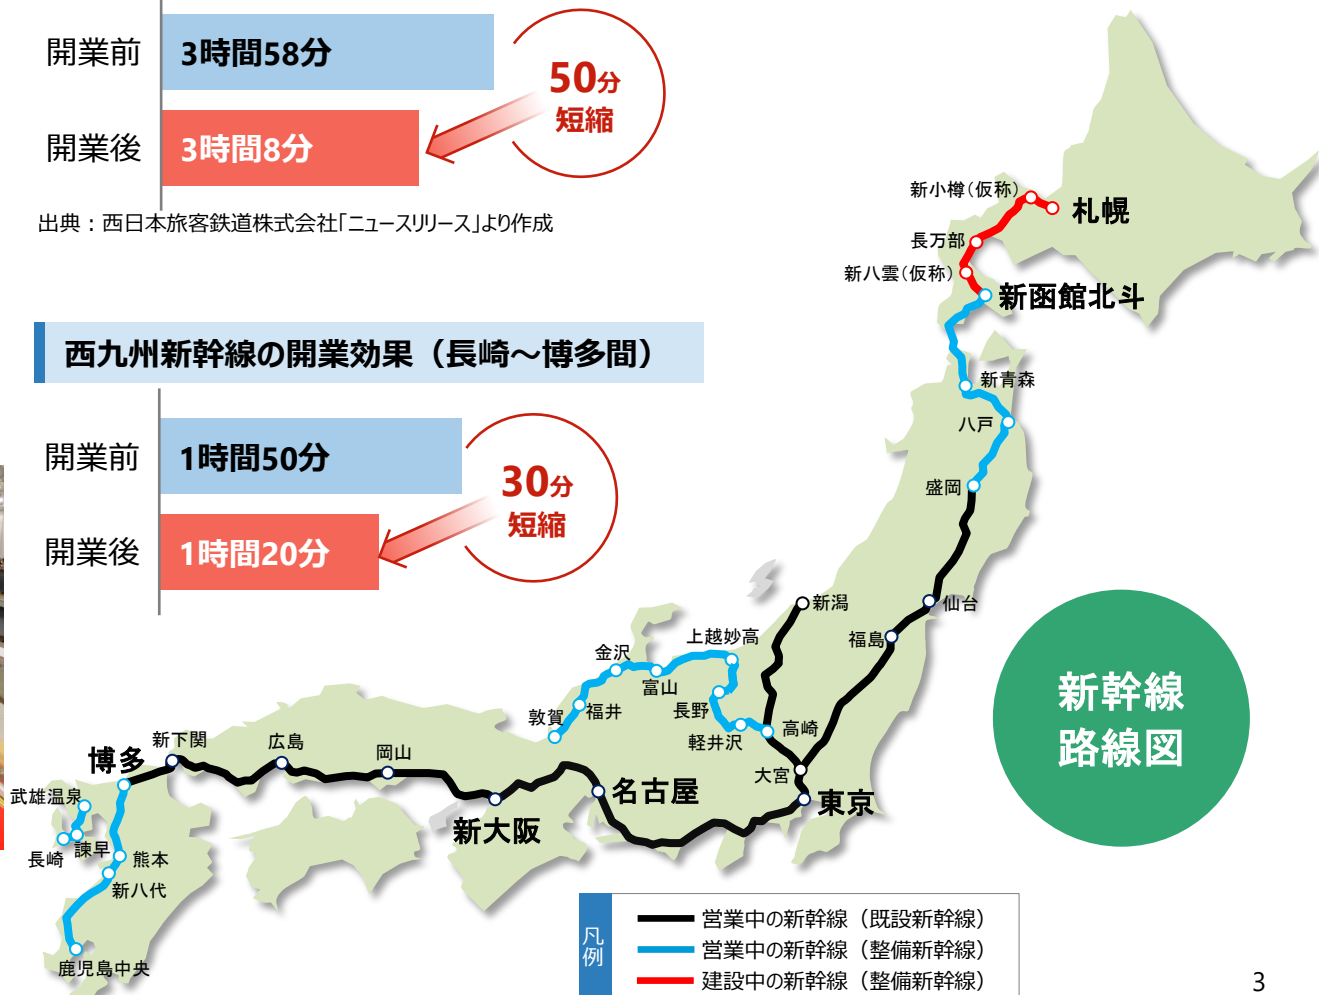 開業前
3時間58分
50分
短縮
開業後
3時間8分
出典：西日本旅客鉄道株式会社「ニュースリリース」より作成
西九州新幹線の開業効果（長崎～博多間）
開業前
1時間50分
30分
短縮
開業後
1時間20分
新小樽（仮称）
札幌
長万部
新八雲（仮称）
新函館北斗
新青森
八戸
盛岡
仙台
新潟
福島
上越妙高
金沢
富山
長野
敦賀
福井
軽井沢
高崎
大宮
東京
名古屋
新大阪
岡山
広島
新下関
博多
武雄温泉
諫早
長崎
熊本
新八代
鹿児島中央
新幹線
路線図
凡例
営業中の新幹線（既設新幹線）
営業中の新幹線（整備新幹線）
建設中の新幹線（整備新幹線）
3